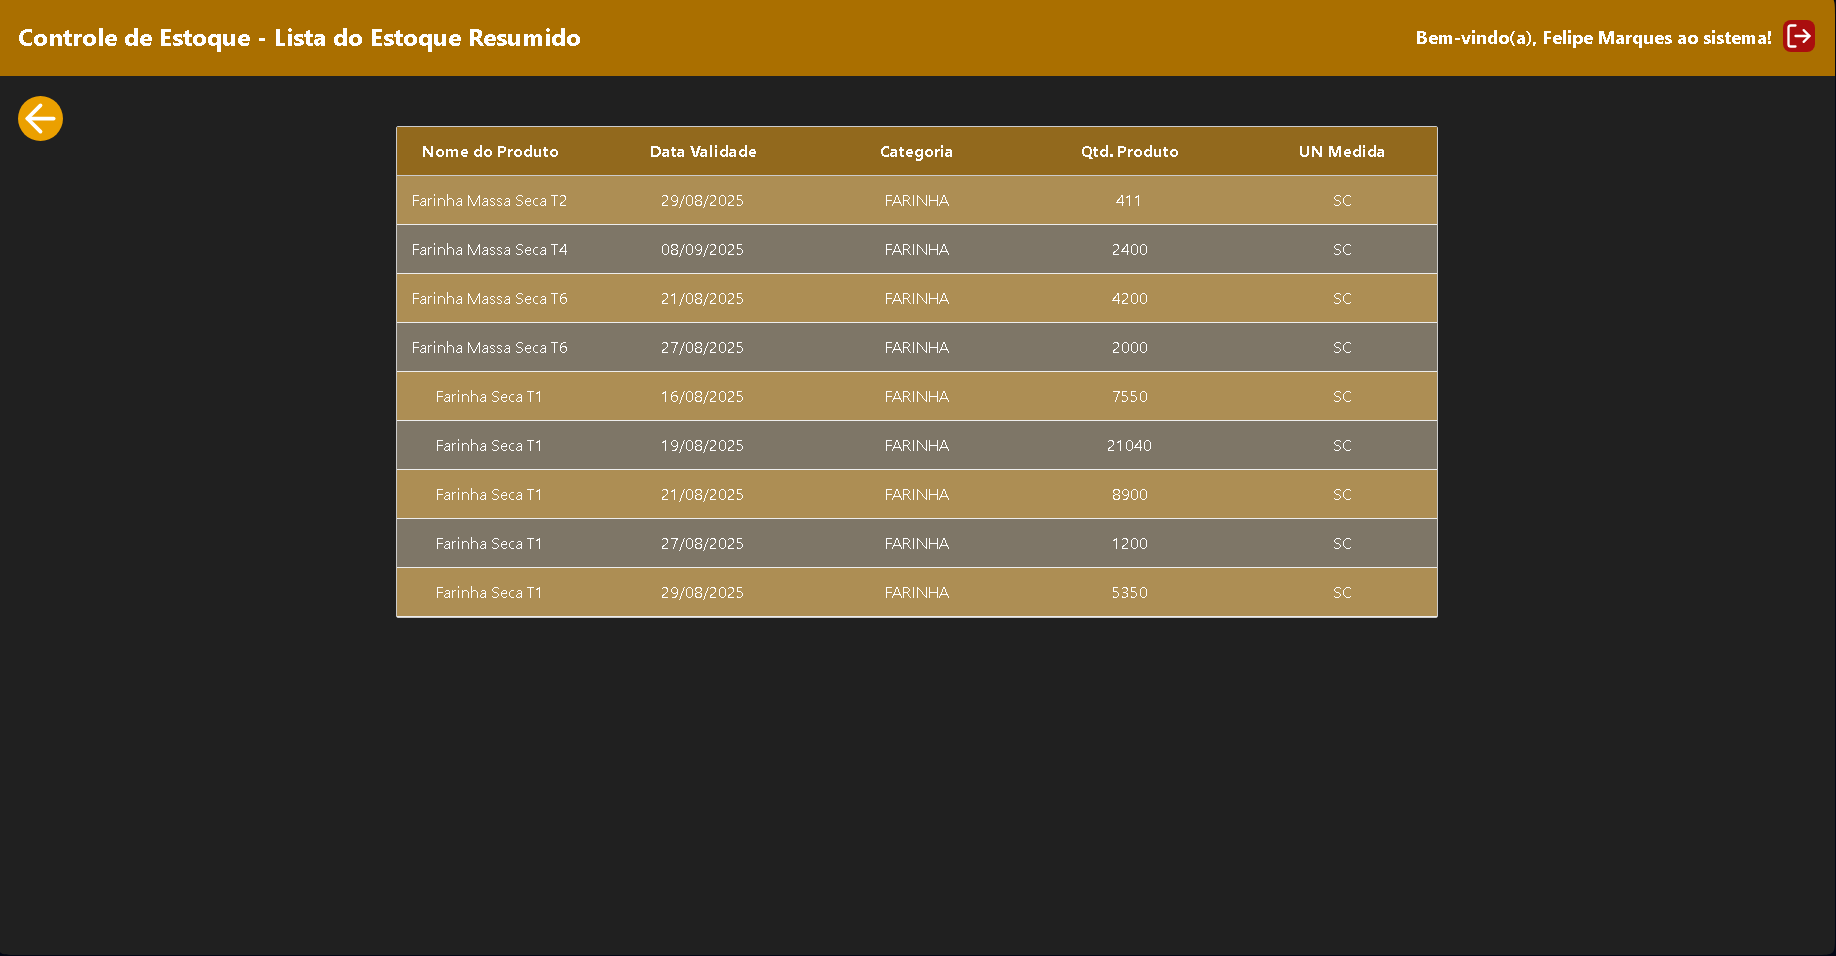 Controle de Estoque - Lista do Estoque Resumido
Bem-vindo(a), Felipe Marques ao sistema!
Nome do Produto Data Validade Categoria Qtd. Produto UN Medida
Farinha Massa Seca T2 29/08/2025 FARINHA 411 SC
Farinha Massa Seca T4 08/09/2025 FARINHA 2400 SC
Farinha Massa Seca T6 21/08/2025 FARINHA 4200 SC
Farinha Massa Seca T6 27/08/2025 FARINHA 2000 SC
Farinha Seca T1 16/08/2025 FARINHA 7550 SC
Farinha Seca T1 19/08/2025 FARINHA 21040 SC
Farinha Seca T1 21/08/2025 FARINHA 8900 SC
Farinha Seca T1 27/08/2025 FARINHA 1200 SC
Farinha Seca T1 29/08/2025 FARINHA 5350 SC